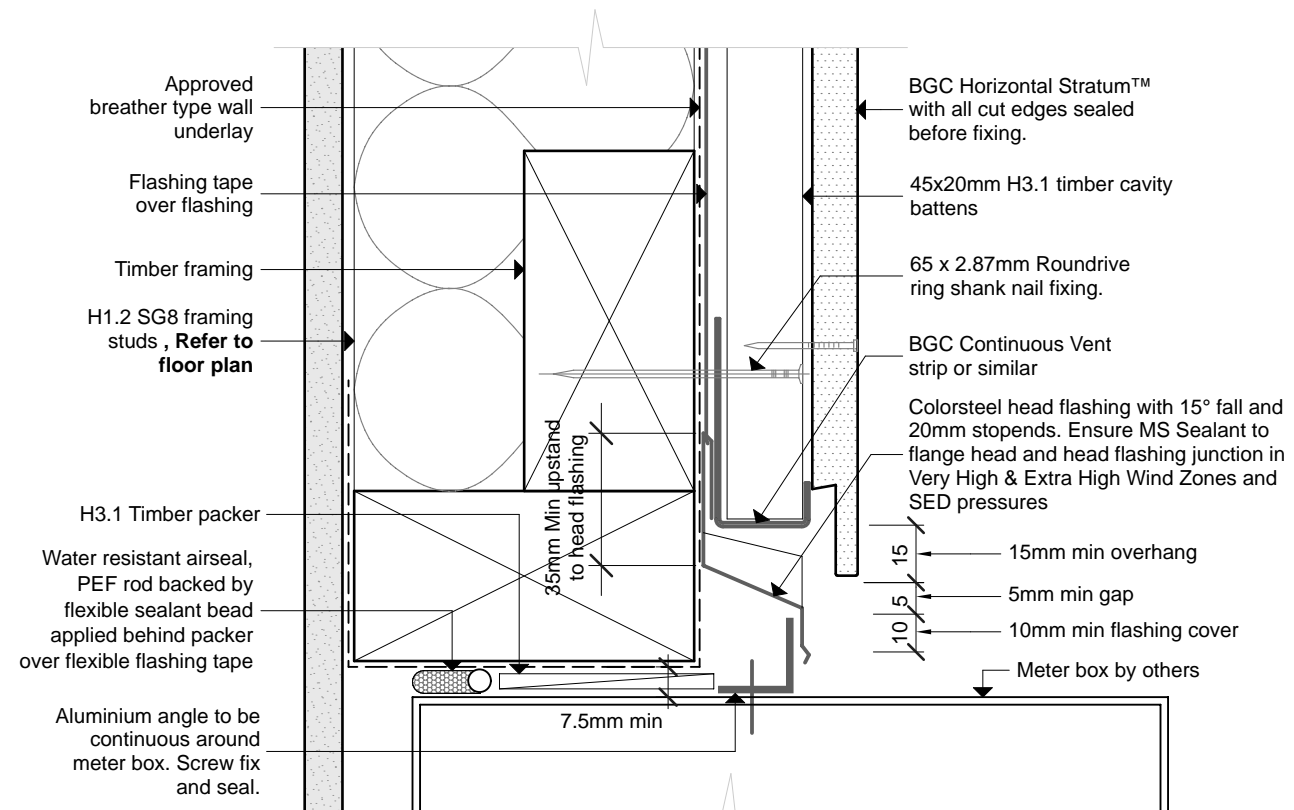 Approved
breather type wall
underlay
Flashing tape
over flashing
Timber framing
H1.2 SG8 framing
studs , Refer to
floor plan
H3.1 Timber packer
Water resistant airseal,
PEF rod backed by
flexible sealant bead
applied behind packer
over flexible flashing tape
Aluminium angle to be
continuous around
meter box. Screw fix
and seal.
35mm Min upstand
to head flashing
7.5mm min
BGC Horizontal Stratum™
with all cut edges sealed
before fixing.
45x20mm H3.1 timber cavity
battens
65 x 2.87mm Roundrive
ring shank nail fixing.
BGC Continuous Vent
strip or similar
Colorsteel head flashing with 15° fall and
20mm stopends. Ensure MS Sealant to
flange head and head flashing junction in
Very High & Extra High Wind Zones and
SED pressures
15
15mm min overhang
5
5mm min gap
10
10mm min flashing cover
Meter box by others